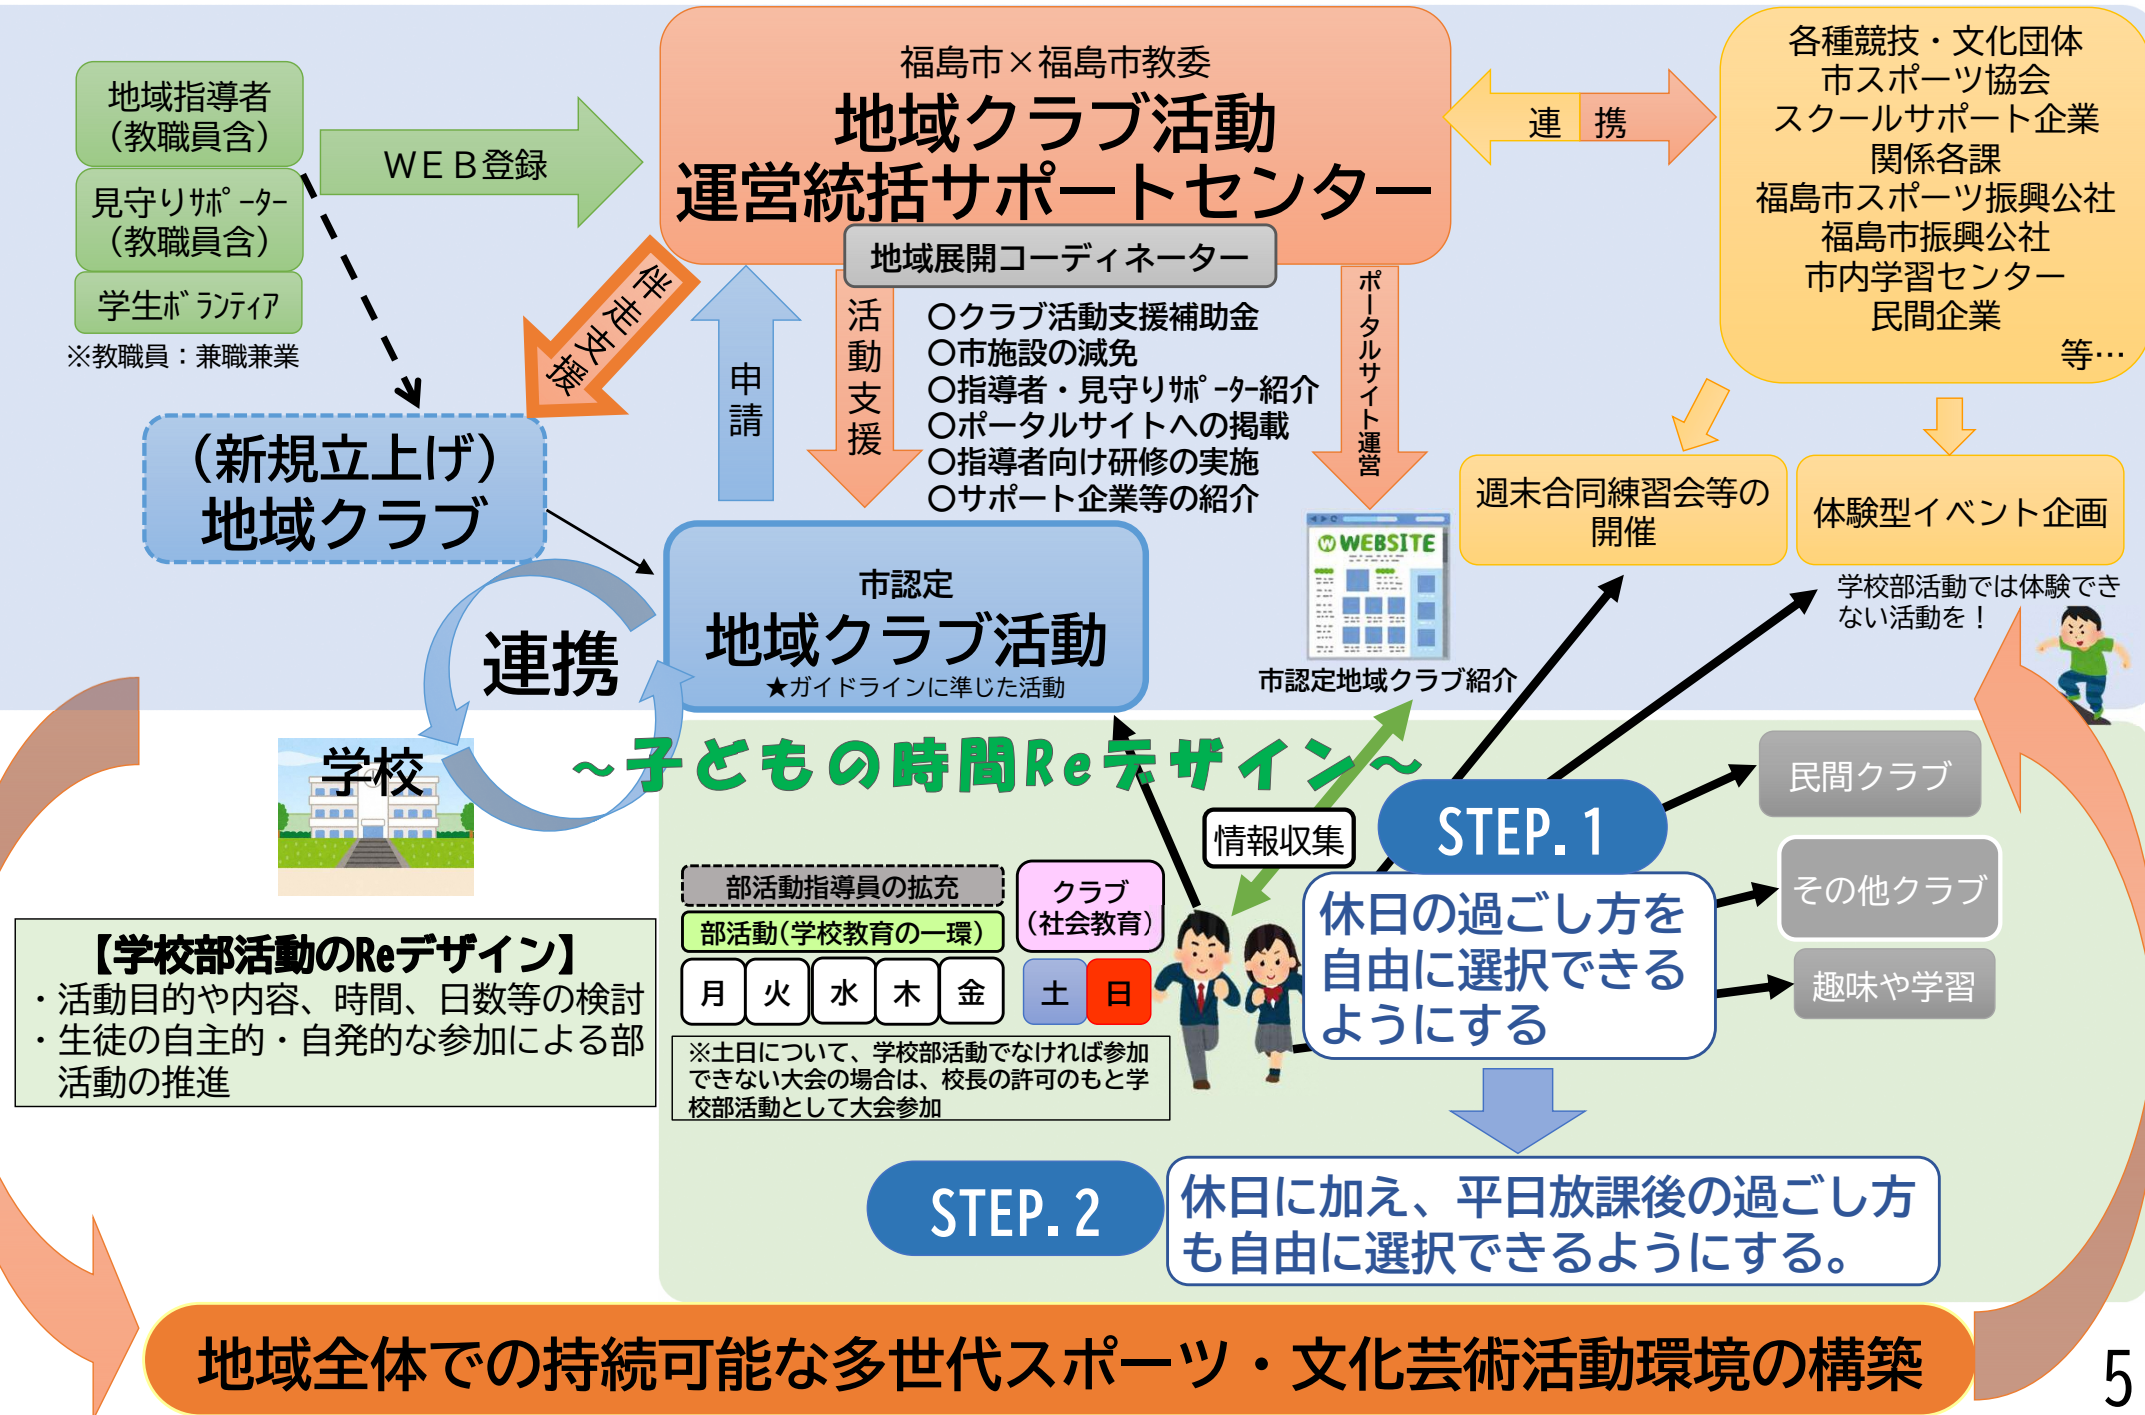 福島市×福島市教委
地域クラブ活動
運営統括サポートセンター
地域展開コーディネーター
地域指導者
（教職員含）
見守りｻﾎﾟｰﾀｰ
（教職員含）
学生ﾎﾞﾗﾝﾃｨｱ
※教職員：兼職兼業
ＷＥＢ登録
連 携
各種競技・文化団体
市スポーツ協会
スクールサポート企業
関係各課
福島市スポーツ振興公社
福島市振興公社
市内学習センター
民間企業
等…
伴走支援
申請
活動支援
〇クラブ活動支援補助金
〇市施設の減免
〇指導者・見守りｻﾎﾟｰﾀｰ紹介
〇ポータルサイトへの掲載
〇指導者向け研修の実施
〇サポート企業等の紹介
ポータルサイト運営
（新規立上げ）
地域クラブ
週末合同練習会等の
開催
体験型イベント企画
学校部活動では体験でき
ない活動を！
WEBSITE
市認定地域クラブ紹介
市認定
地域クラブ活動
★ガイドラインに準じた活動
連携
学校
～子どもの時間Reデザイン～
情報収集
STEP.1
休日の過ごし方を
自由に選択できる
ようにする
民間クラブ
その他クラブ
趣味や学習
部活動指導員の拡充
部活動(学校教育の一環)
クラブ
(社会教育)
月 火 水 木 金 土 日
※土日について、学校部活動でなければ参加
できない大会の場合は、校長の許可のもと学
校部活動として大会参加
【学校部活動のReデザイン】
・活動目的や内容、時間、日数等の検討
・生徒の自主的・自発的な参加による部
活動の推進
STEP.2
休日に加え、平日放課後の過ごし方
も自由に選択できるようにする。
地域全体での持続可能な多世代スポーツ・文化芸術活動環境の構築
5